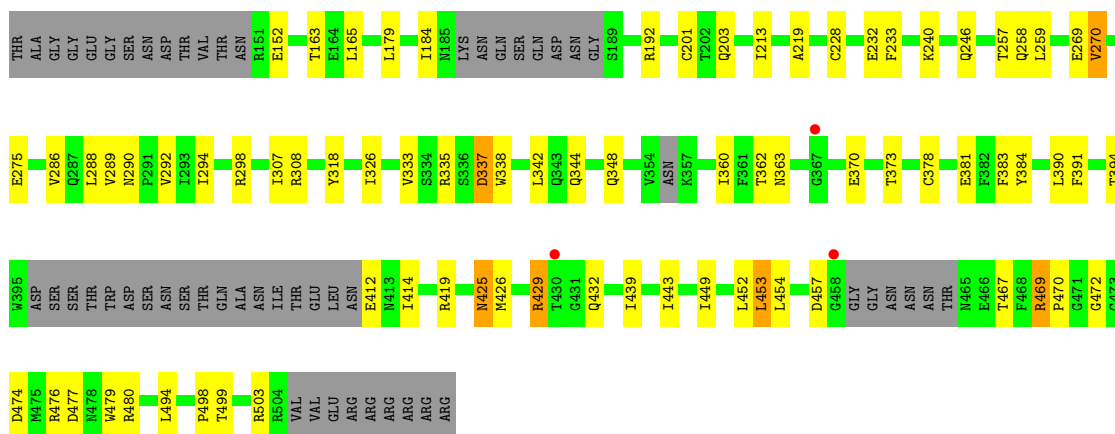 THR ALA GLY GLY GLU GLY SER ASN ASP THR VAL THR ASN R151 E152 T163 E164 L165 L179 I184 N185 LYS ASN GLN SER GLN ASP ASN GLY S189 R192 C201 T202 Q203 I213 A219 C228 E232 F233 K240 Q246 T257 Q258 L259 E269 V270
E275 V286 Q287 L288 V289 N290 P291 V292 I293 I294 R298 I307 R308 Y318 I326 V333 S334 R335 S336 D337 W338 L342 Q343 Q344 Q348 V354 ASN K357 I360 F361 T362 N363 G367 E370 T373 C378 E381 F382 F383 Y384 L390 F391 T394
W395 ASP SER SER THR TRP ASP SER ASN SER THR GLN ALA ASN ILE THR GLU LEU ASN E412 N413 I414 R419 N425 M426 R429 T430 G431 Q432 I439 I443 I449 L452 L453 L454 D457 G458 GLY GLY ASN ASN ASN THR N465 E466 T467 F468 R469 P470 G471 G472 G473
D474 M475 R476 D477 N478 W479 R480 L494 P498 T499 R503 R504 VAL VAL GLU ARG ARG ARG ARG ARG ARG